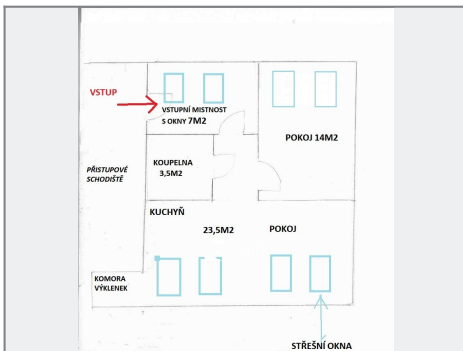 VSTUP
VSTUPNÍ MISTNOST
S OKNY 7M2
POKOJ 14M2
KOUPELNA
3,5M2
PŘISTUPOVÉ
SCHODIŠTĚ
KUCHYŇ
23,5M2
POKOJ
KOMORA
VÝKLENEK
STŘEŠNÍ OKNA